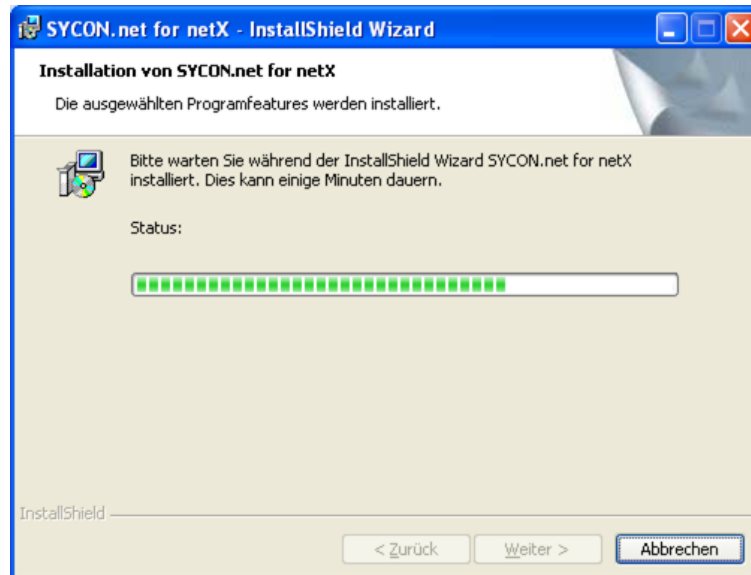 SYCON.net for netX - InstallShield Wizard
Installation von SYCON.net for netX
Die ausgewählten Programfeatures werden installiert.
Bitte warten Sie während der InstallShield Wizard SYCON.net for netX
installiert. Dies kann einige Minuten dauern.
Status:
InstallShield
< Zurück
Weiter >
Abbrechen